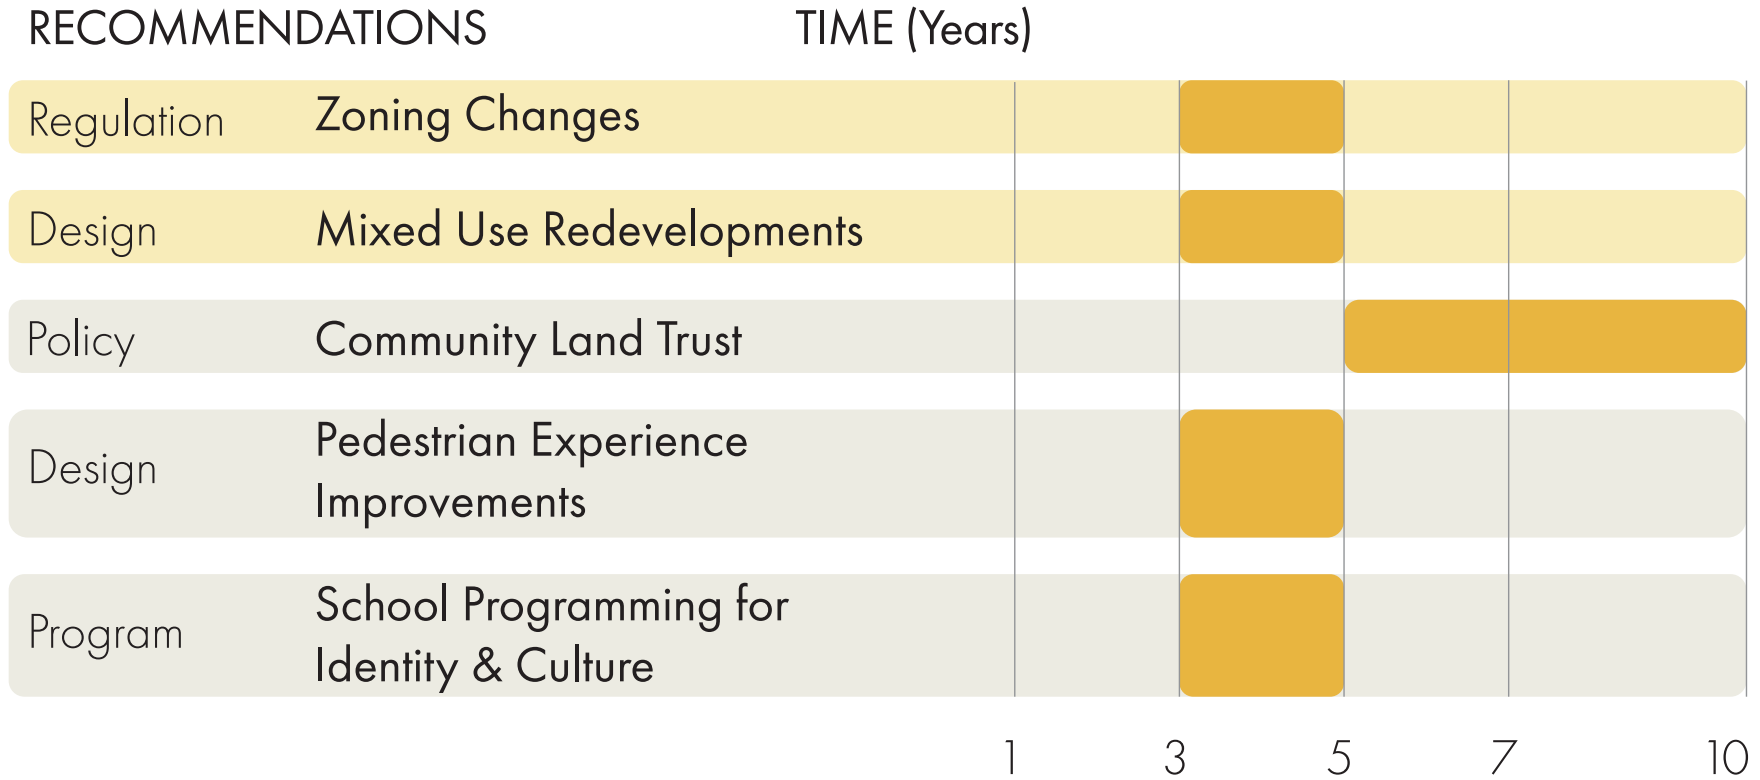 RECOMMENDATIONS TIME (Years)
Regulation Zoning Changes
Design Mixed Use Redevelopments
Policy Community Land Trust
Design Pedestrian Experience
Improvements
Program School Programming for
Identity & Culture
1 3 5 7 10